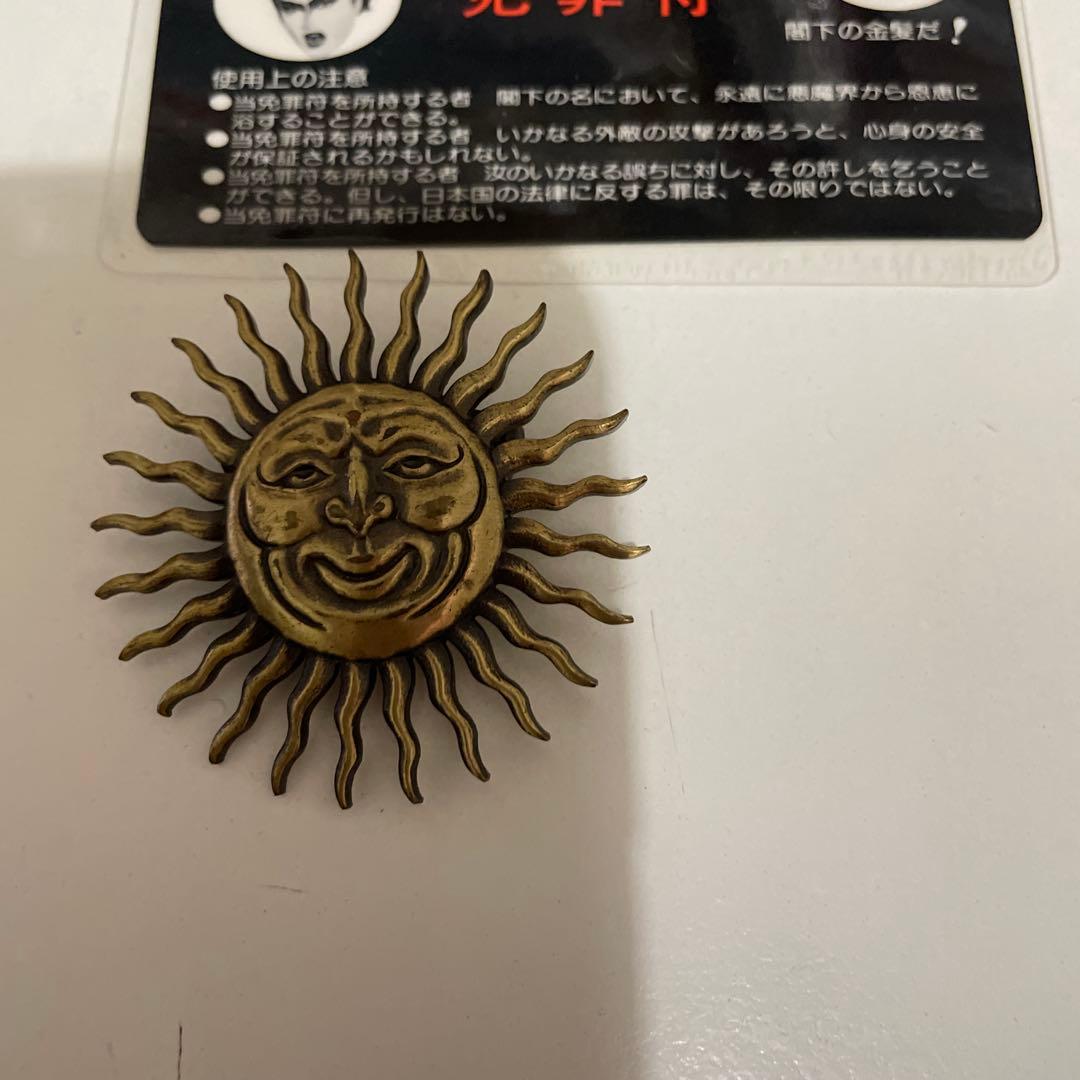 免罪符
閣下の金髪だ!
使用上の注意
●当免罪符を所持する者 閣下の名において、永遠に悪魔界から恩恵に
浴することができる。
●当免罪符を所持する者 いかなる外敵の攻撃があろうと、心身の安全
が保証されるかもしれない。
●当免罪符を所持する者 汝のいかなる誤ちに対し、その許しを乞うこと
ができる。但し、日本国の法律に反する罪は、その限りではない。
●当免罪符に再発行はない。